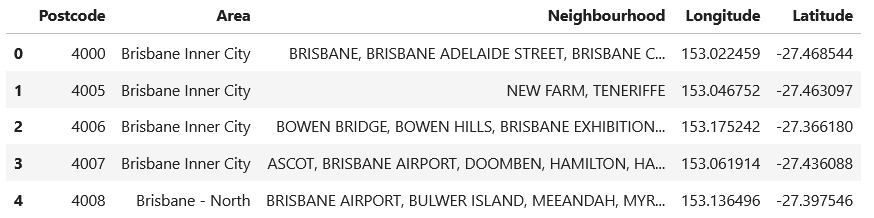 Postcode Area Neighbourhood Longitude Latitude
0 4000 Brisbane Inner City BRISBANE, BRISBANE ADELAIDE STREET, BRISBANE C... 153.022459 -27.468544
1 4005 Brisbane Inner City NEW FARM, TENERIFFE 153.046752 -27.463097
2 4006 Brisbane Inner City BOWEN BRIDGE, BOWEN HILLS, BRISBANE EXHIBITION... 153.175242 -27.366180
3 4007 Brisbane Inner City ASCOT, BRISBANE AIRPORT, DOOMBEN, HAMILTON, HA... 153.061914 -27.436088
4 4008 Brisbane - North BRISBANE AIRPORT, BULWER ISLAND, MEEANDAH, MYR... 153.136496 -27.397546